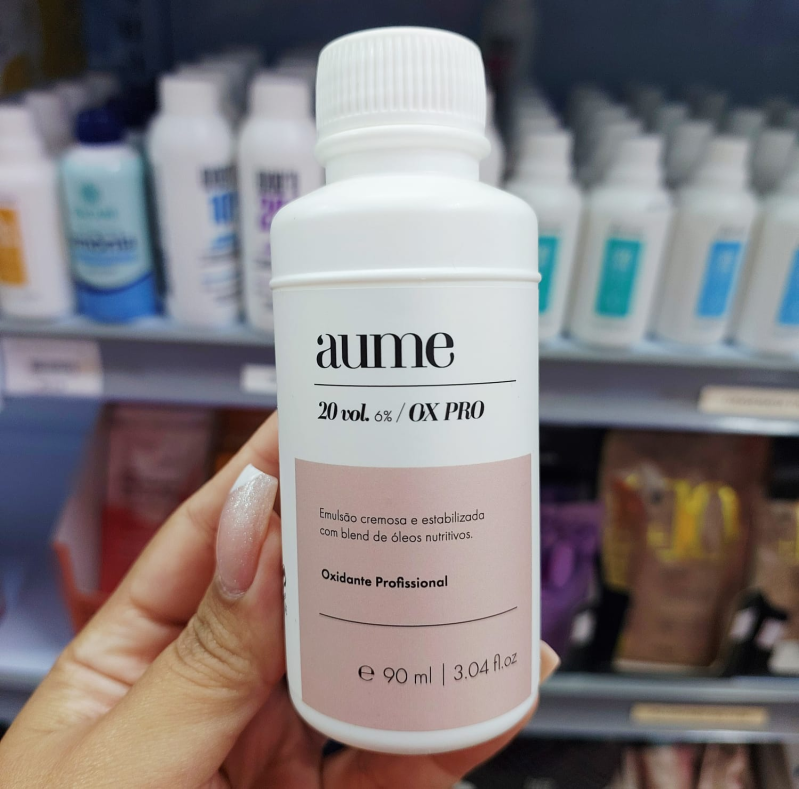 aume
20 vol. 6% / OX PRO
Emulsão cremosa e estabilizada
com blend de óleos nutritivos.
Oxidante Profissional
℮ 90 ml | 3.04 fl.oz